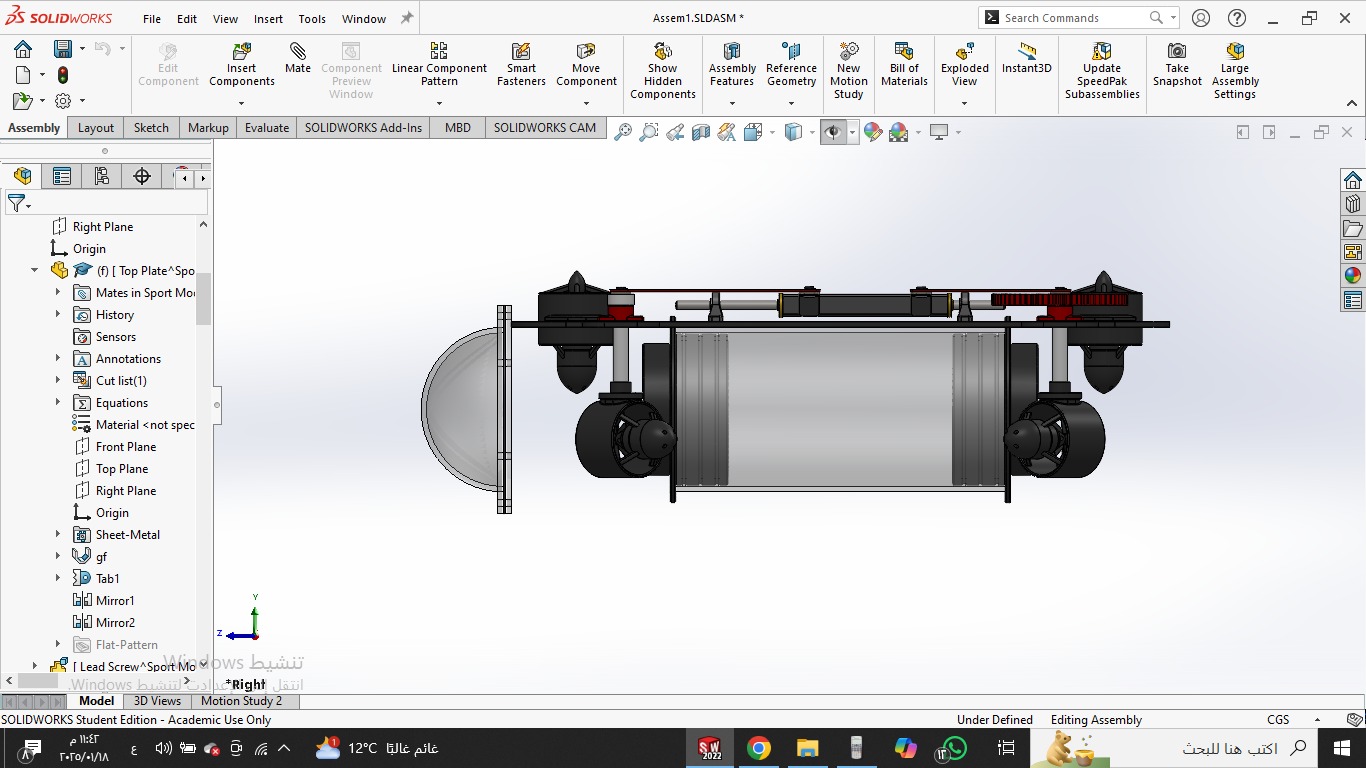 SOLIDWORKS
File Edit View Insert Tools Window
Assem1.SLDASM *
Search Commands
Edit Component
Insert Components
Mate
Component Preview Window
Linear Component Pattern
Smart Fasteners
Move Component
Show Hidden Components
Assembly Features
Reference Geometry
New Motion Study
Bill of Materials
Exploded View
Instant3D
Update SpeedPak Subassemblies
Take Snapshot
Large Assembly Settings
Assembly Layout Sketch Markup Evaluate SOLIDWORKS Add-Ins MBD SOLIDWORKS CAM
Right Plane
Origin
(f) [ Top Plate^Spo
Mates in Sport Mo
History
Sensors
Annotations
Cut list(1)
Equations
Material <not spec
Front Plane
Top Plane
Right Plane
Origin
Sheet-Metal
gf
Tab1
Mirror1
Mirror2
Flat-Pattern
[ Lead Screw^Sport Mo
Y
Z
تنشيط Windows
انتقل إلى إعدادت لتنشيط Windows.
*Right
Model 3D Views Motion Study 2
SOLIDWORKS Student Edition - Academic Use Only
Under Defined Editing Assembly CGS
٨
١١:٤٢ م
٢٠٢٥/٠١/١٨
ع
1
12°C غائم غالبًا
SW 2022
١٣
اكتب هنا للبحث